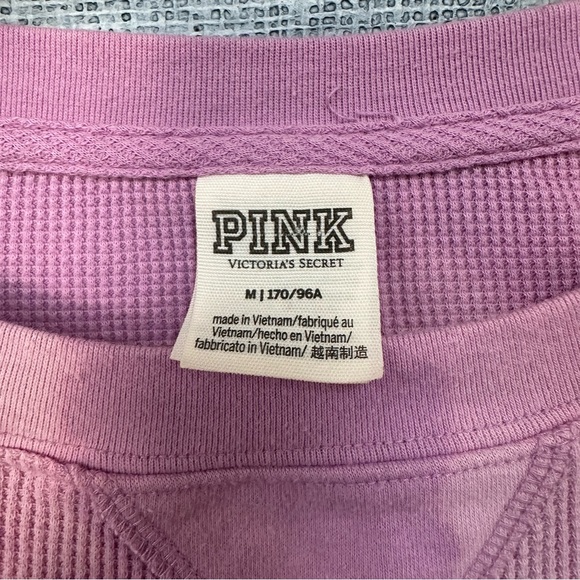 PINK
VICTORIA'S SECRET
M | 170/96A
made in Vietnam/fabriqué au
Vietnam/hecho en Vietnam/
fabbricato in Vietnam/ 越南制造